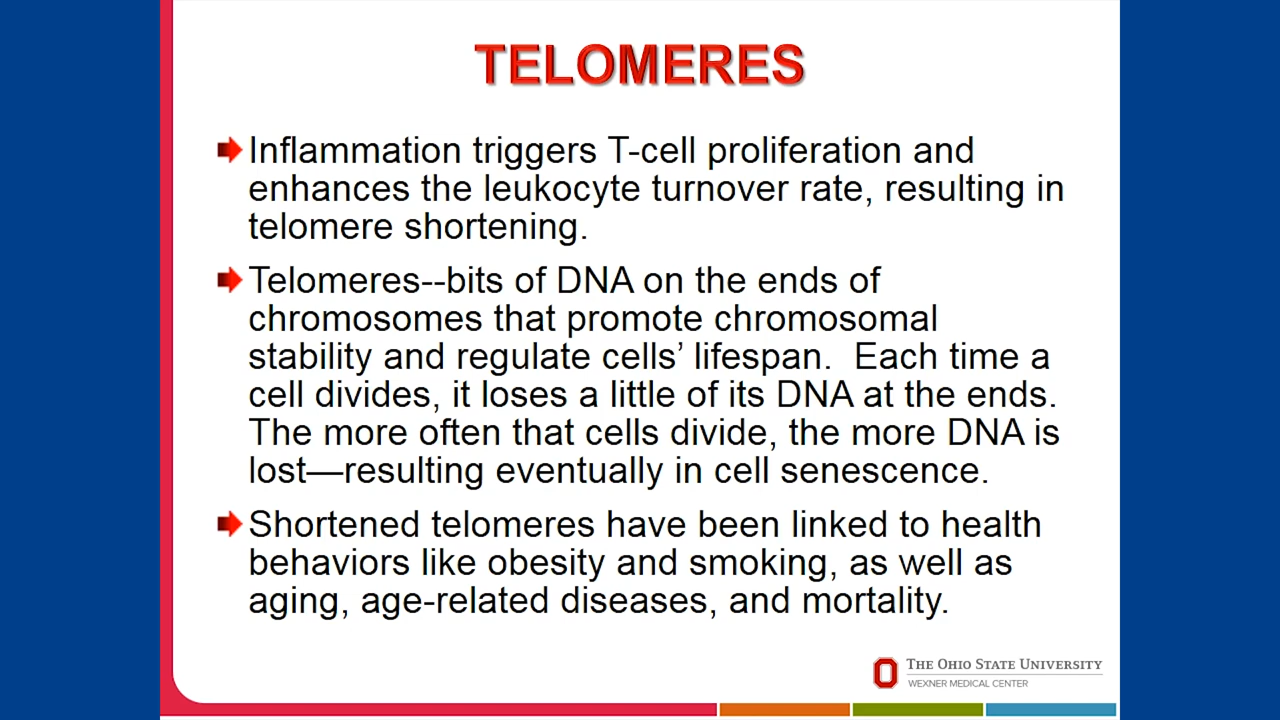 TELOMERES
Inflammation triggers T-cell proliferation and
enhances the leukocyte turnover rate, resulting in
telomere shortening.
Telomeres--bits of DNA on the ends of
chromosomes that promote chromosomal
stability and regulate cells’ lifespan.  Each time a
cell divides, it loses a little of its DNA at the ends.
The more often that cells divide, the more DNA is
lost—resulting eventually in cell senescence.
Shortened telomeres have been linked to health
behaviors like obesity and smoking, as well as
aging, age-related diseases, and mortality.
THE OHIO STATE UNIVERSITY
WEXNER MEDICAL CENTER